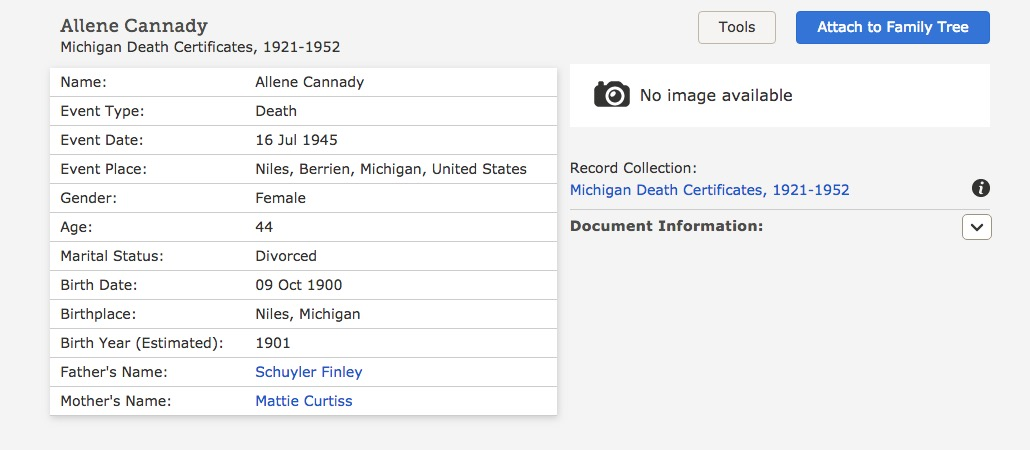 Allene Cannady
Michigan Death Certificates, 1921-1952
Tools
Attach to Family Tree
Name: Allene Cannady
Event Type: Death
Event Date: 16 Jul 1945
Event Place: Niles, Berrien, Michigan, United States
Gender: Female
Age: 44
Marital Status: Divorced
Birth Date: 09 Oct 1900
Birthplace: Niles, Michigan
Birth Year (Estimated): 1901
Father's Name: Schuyler Finley
Mother's Name: Mattie Curtiss
No image available
Record Collection:
Michigan Death Certificates, 1921-1952
Document Information: